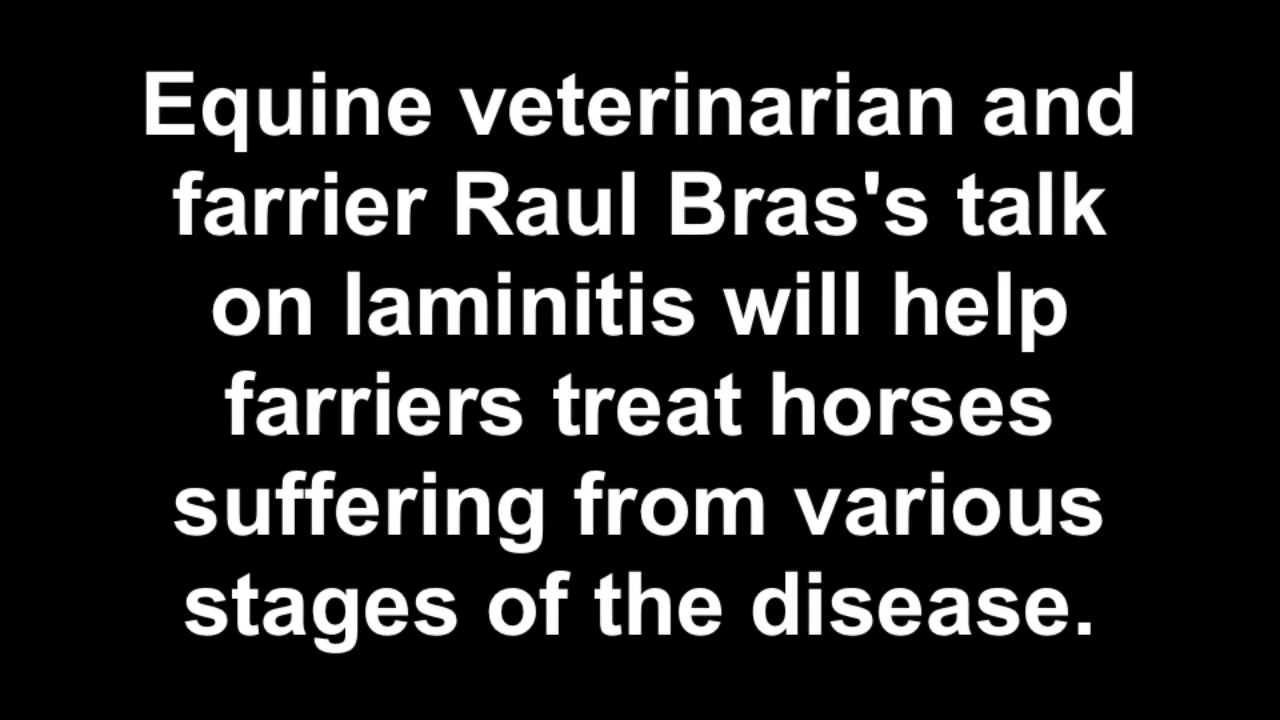 Equine veterinarian and
farrier Raul Bras's talk
on laminitis will help
farriers treat horses
suffering from various
stages of the disease.